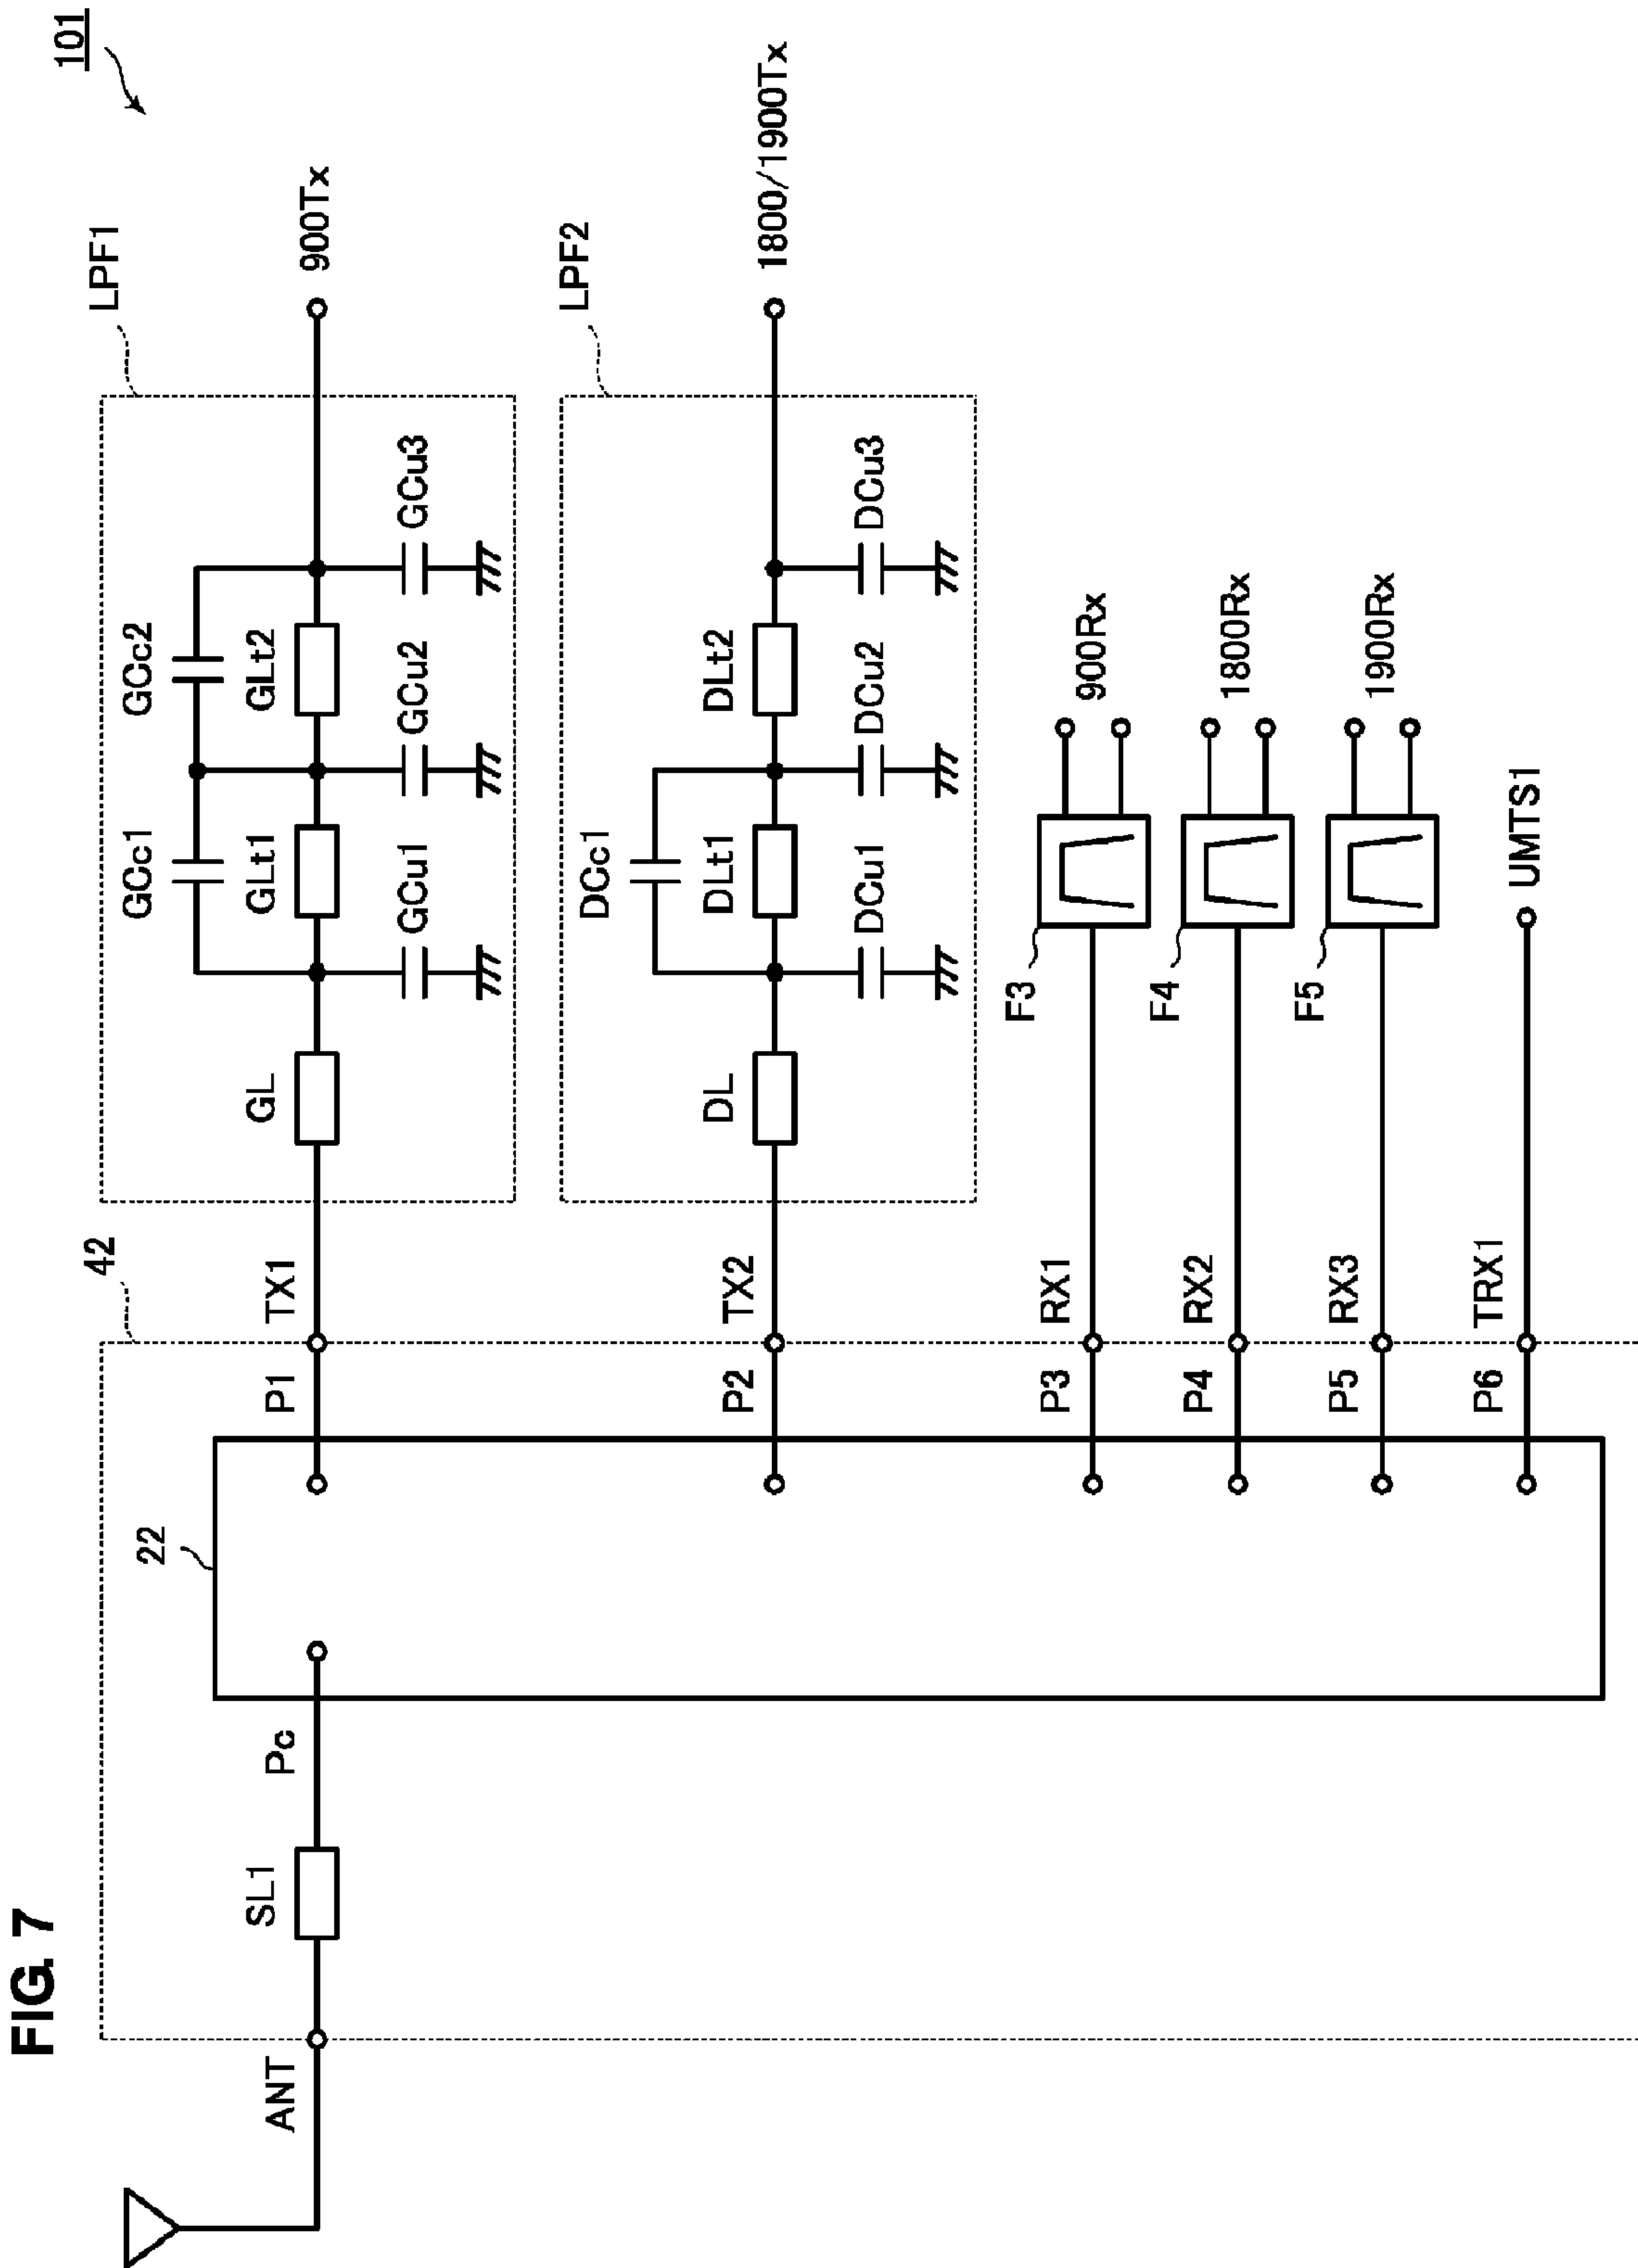 FIG. 7
101
LPF1
GCc1
GCc2
GL
GLt1
GLt2
900Tx
GCu1
GCu2
GCu3
LPF2
DCc1
DL
DLt1
DLt2
1800/1900Tx
DCu1
DCu2
DCu3
42
22
ANT
SL1
Pc
P1
TX1
P2
TX2
P3
RX1
F3
900Rx
P4
RX2
F4
1800Rx
P5
RX3
F5
1900Rx
P6
TRX1
UMTS1